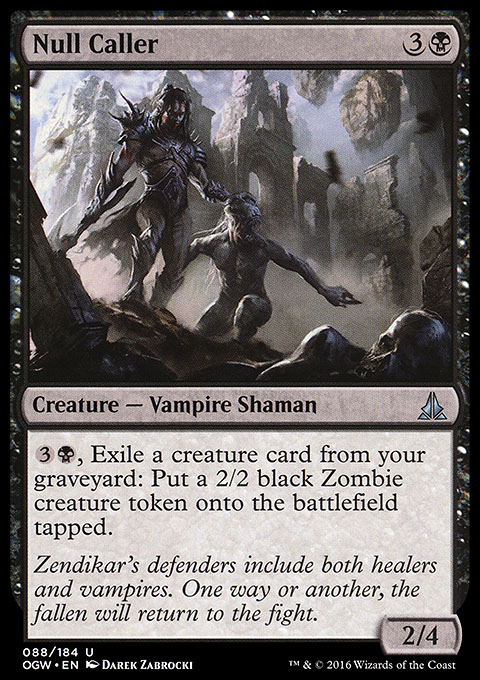 Null Caller 3
Creature — Vampire Shaman
3, Exile a creature card from your
graveyard: Put a 2/2 black Zombie
creature token onto the battlefield
tapped.
Zendikar's defenders include both healers
and vampires. One way or another, the
fallen will return to the fight.
2/4
088/184 U
OGW • EN DAREK ZABROCKI
™ & © 2016 Wizards of the Coast